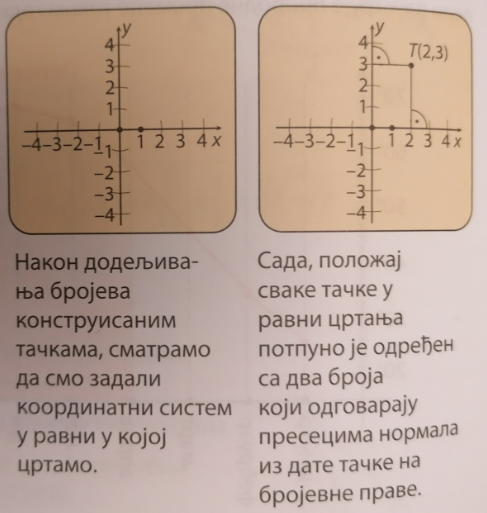 y
4
3
2
1
–4 –3 –2 –1 1 2 3 4 x
–1
–2
–3
–4
Након додељива-
ња бројева
конструисаним
тачкама, сматрамо
да смо задали
координатни систем
у равни у којој
цртамо.
y
4
T(2,3)
3
2
1
–4 –3 –2 –1 1 2 3 4 x
–1
–2
–3
–4
Сада, положај
сваке тачке у
равни цртања
потпуно је одређен
са два броја
који одговарају
пресецима нормала
из дате тачке на
бројевне праве.